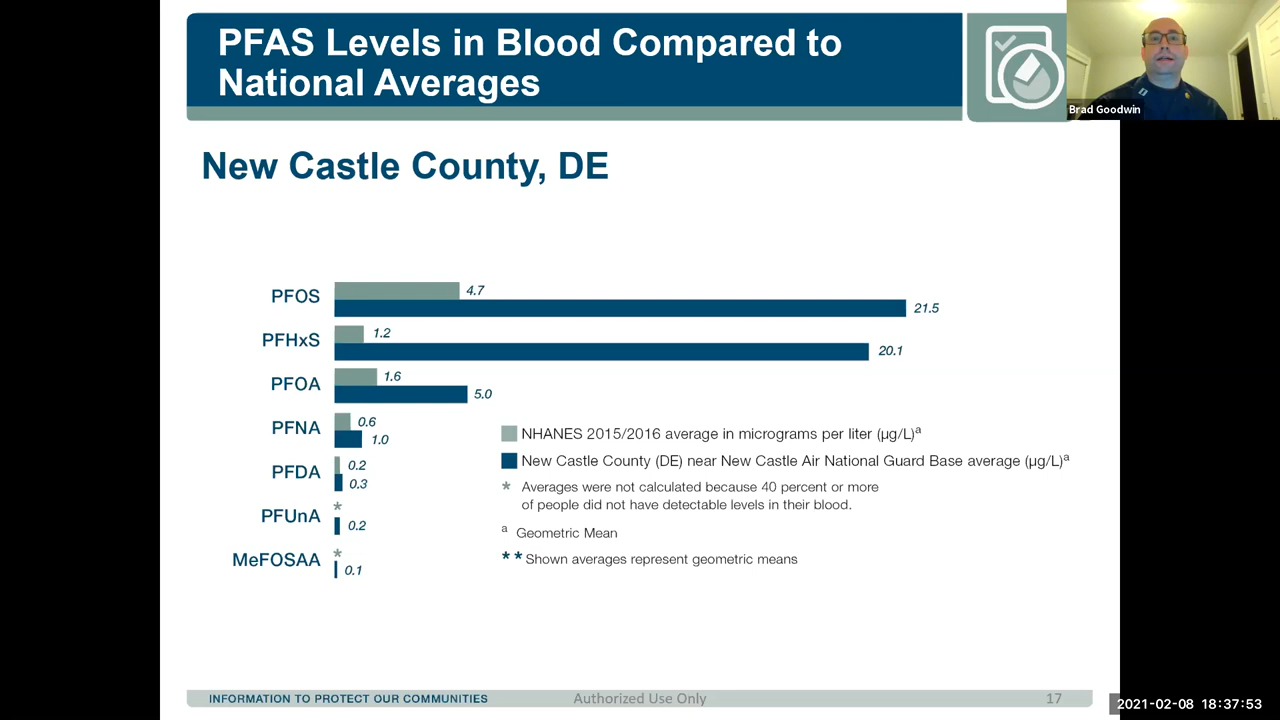 PFAS Levels in Blood Compared to
National Averages
Brad Goodwin
New Castle County, DE
PFOS
4.7
21.5
PFHxS
1.2
20.1
PFOA
1.6
5.0
PFNA
0.6
1.0
PFDA
0.2
0.3
PFUnA
*
0.2
MeFOSAA
*
0.1
NHANES 2015/2016 average in micrograms per liter (µg/L)ª
New Castle County (DE) near New Castle Air National Guard Base average (µg/L)ª
* Averages were not calculated because 40 percent or more
of people did not have detectable levels in their blood.
ª Geometric Mean
** Shown averages represent geometric means
INFORMATION TO PROTECT OUR COMMUNITIES
Authorized Use Only
17
2021-02-08 18:37:53